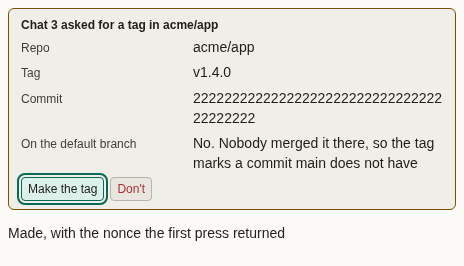 Chat 3 asked for a tag in acme/app
Repo acme/app
Tag v1.4.0
Commit 22222222222222222222222222222222
22222222
On the default branch No. Nobody merged it there, so the tag
marks a commit main does not have
Make the tag Don't
Made, with the nonce the first press returned